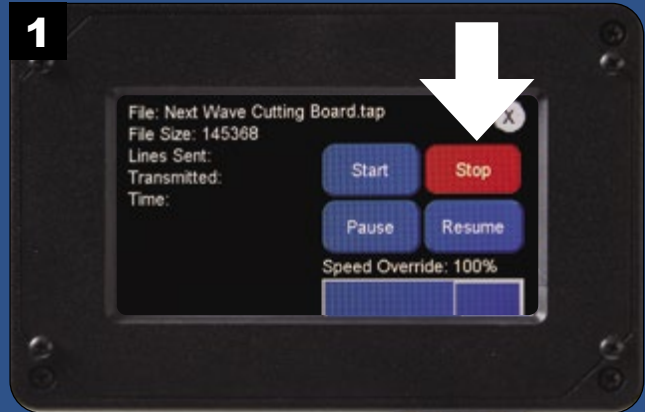 1
File: Next Wave Cutting Board.tap
X
File Size: 145368
Lines Sent:
Transmitted:
Time:
Start
Stop
Pause
Resume
Speed Override: 100%